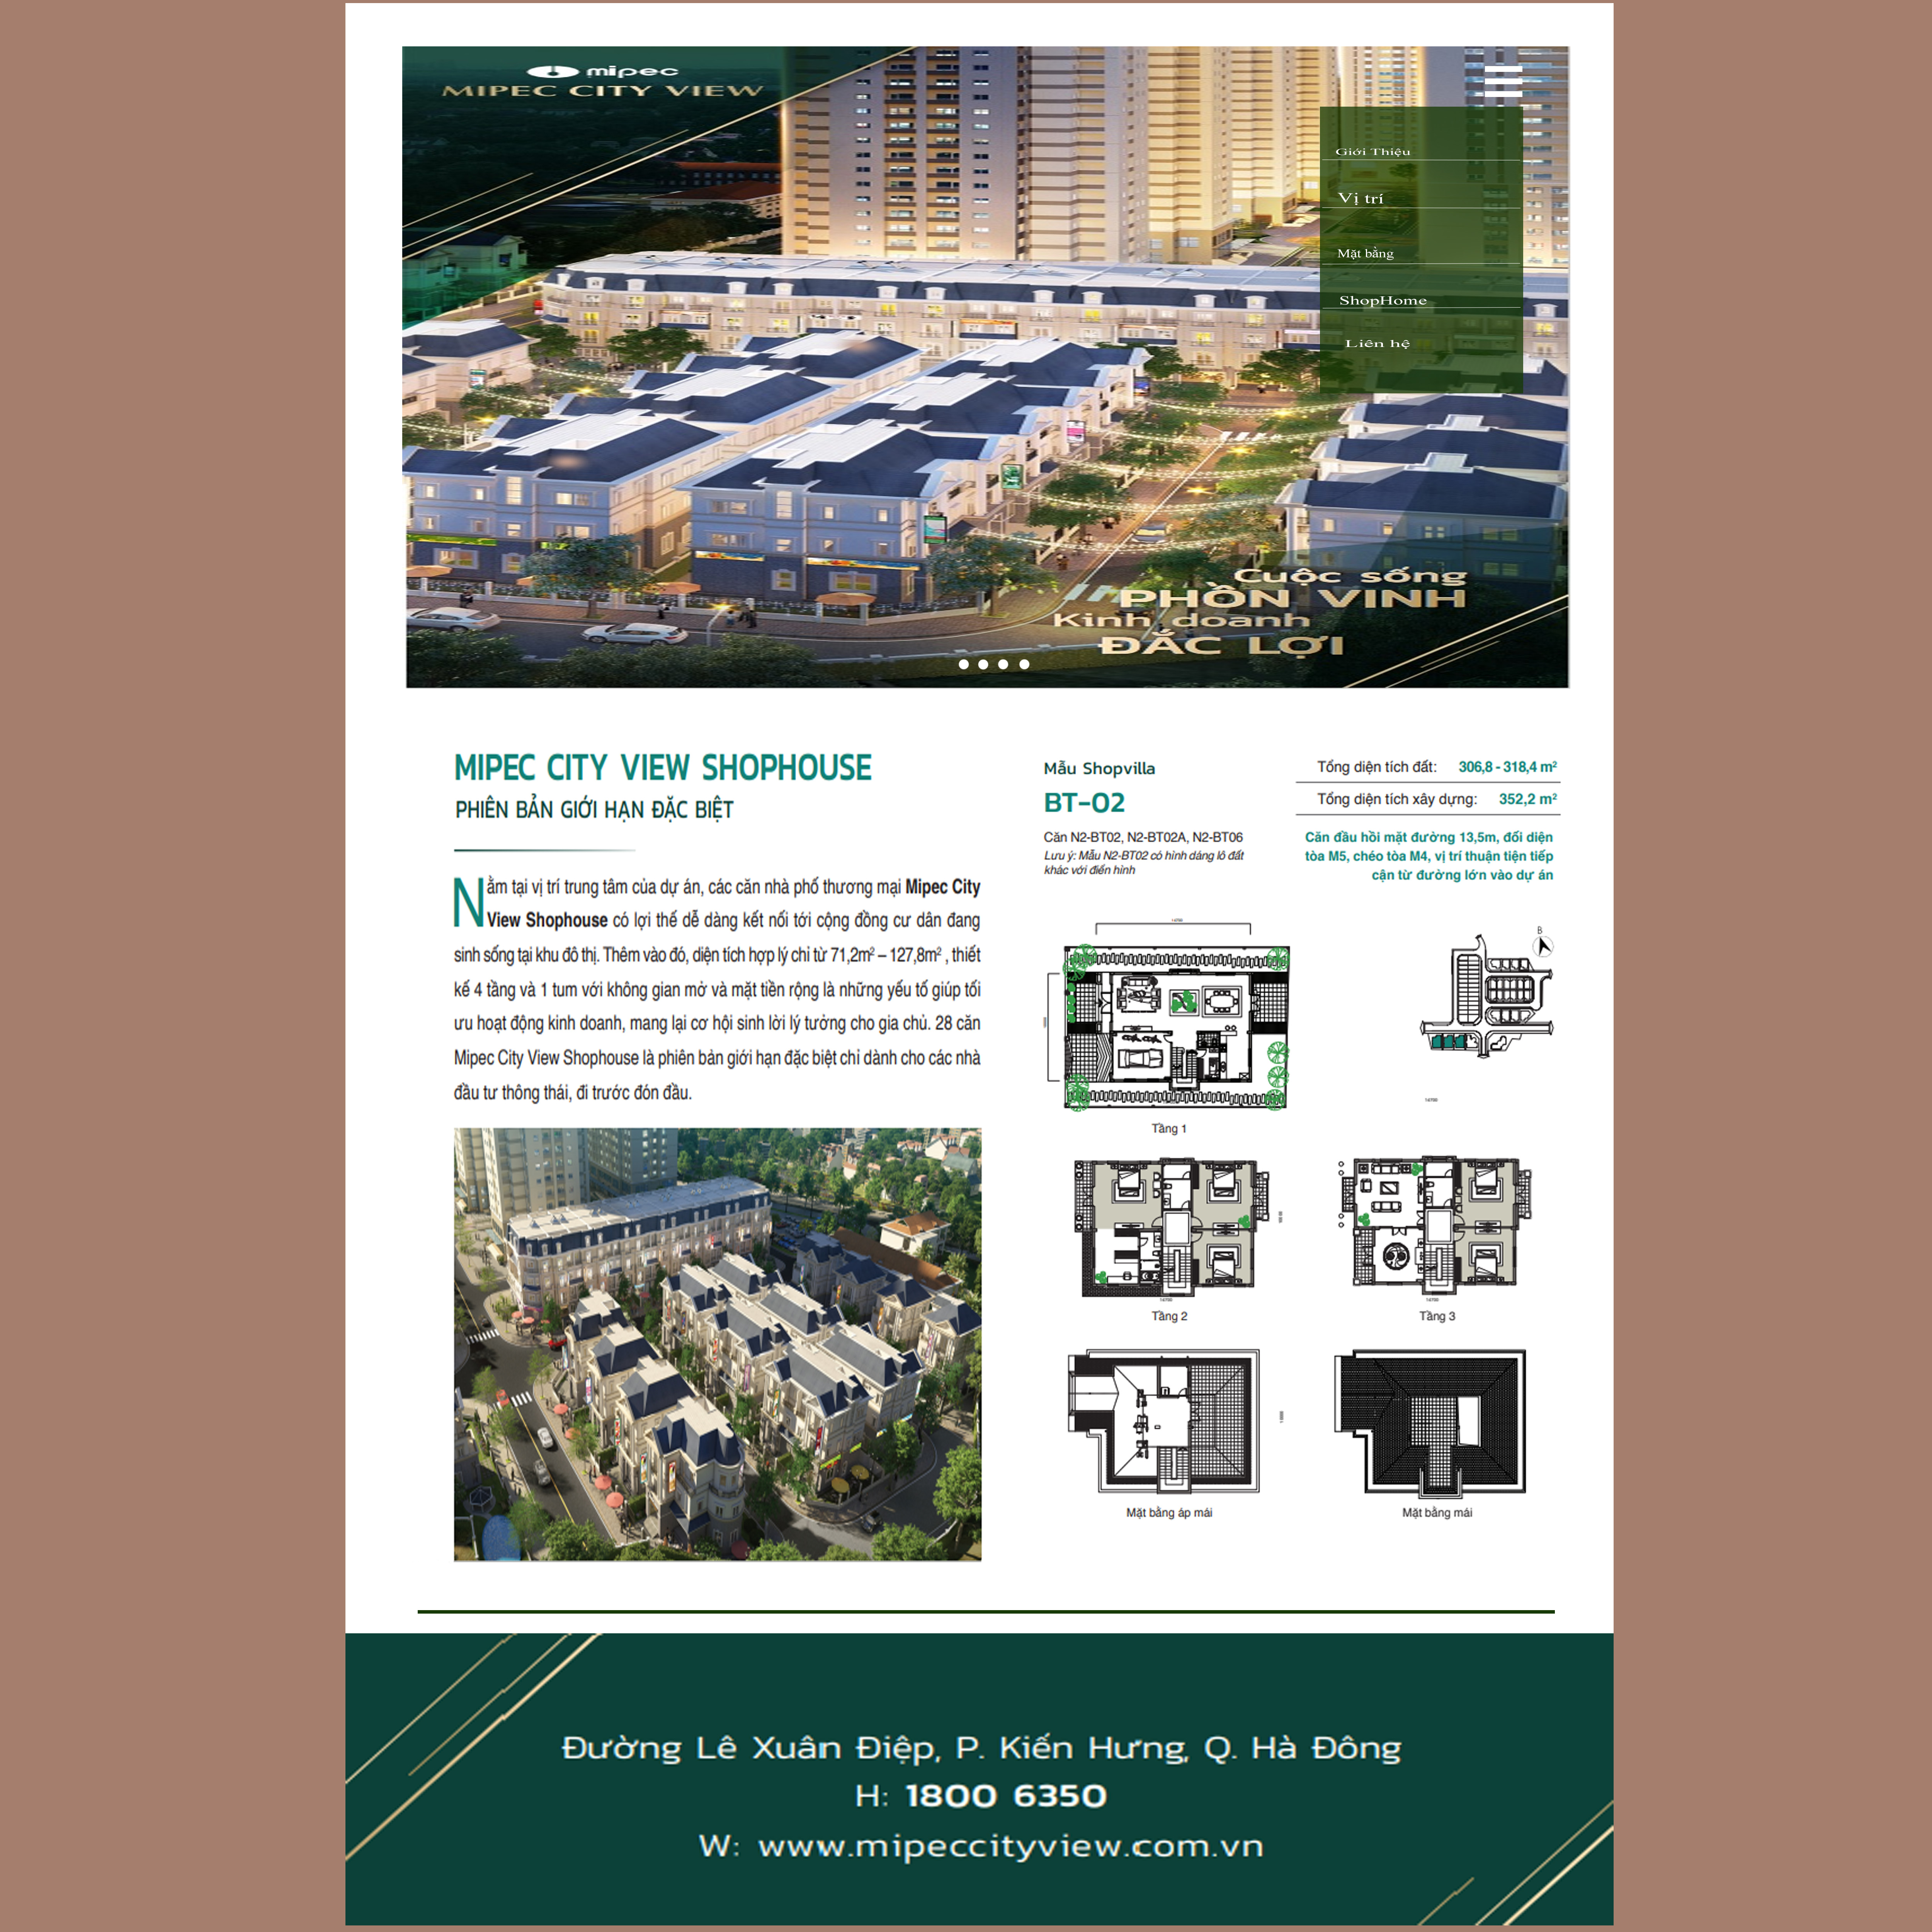 mipec
MIPEC CITY VIEW
Giới Thiệu
Vị trí
Mặt bằng
ShopHome
Liên hệ
Cuộc sống
PHỒN VINH
Kinh doanh
ĐẮC LỢI
MIPEC CITY VIEW SHOPHOUSE
PHIÊN BẢN GIỚI HẠN ĐẶC BIỆT
Nằm tại vị trí trung tâm của dự án, các căn nhà phố thương mại Mipec City
View Shophouse có lợi thế dễ dàng kết nối tới cộng đồng cư dân đang
sinh sống tại khu đô thị. Thêm vào đó, diện tích hợp lý chỉ từ 71,2m² – 127,8m² , thiết
kế 4 tầng và 1 tum với không gian mở và mặt tiền rộng là những yếu tố giúp tối
ưu hoạt động kinh doanh, mang lại cơ hội sinh lời lý tưởng cho gia chủ. 28 căn
Mipec City View Shophouse là phiên bản giới hạn đặc biệt chỉ dành cho các nhà
đầu tư thông thái, đi trước đón đầu.
Mẫu Shopvilla
BT-02
Căn N2-BT02, N2-BT02A, N2-BT06
Lưu ý: Mẫu N2-BT02 có hình dáng lô đất
khác với điển hình
Tổng diện tích đất: 306,8 - 318,4 m²
Tổng diện tích xây dựng: 352,2 m²
Căn đầu hồi mặt đường 13,5m, đối diện
tòa M5, chéo tòa M4, vị trí thuận tiện tiếp
cận từ đường lớn vào dự án
14700
B
14700
Tầng 1
14700
Tầng 2
14700
Tầng 3
Mặt bằng áp mái
Mặt bằng mái
Đường Lê Xuân Điệp, P. Kiến Hưng, Q. Hà Đông
H: 1800 6350
W: www.mipeccityview.com.vn